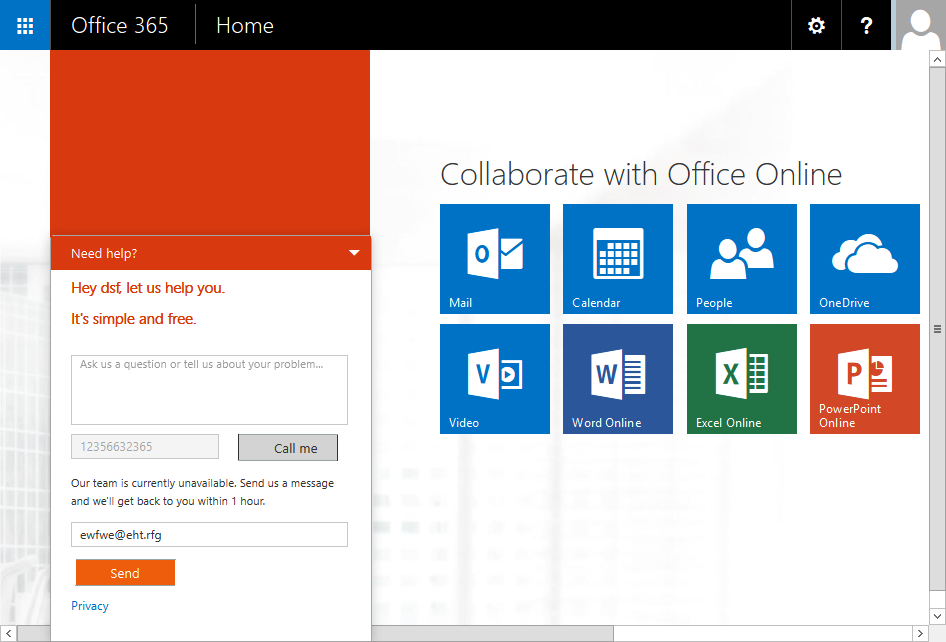 Office 365 Home
?
Need help?
Hey dsf, let us help you.
It's simple and free.
Ask us a question or tell us about your problem...
12356632365
Call me
Our team is currently unavailable. Send us a message
and we'll get back to you within 1 hour.
ewfwe@eht.rfg
Send
Privacy
Collaborate with Office Online
O
Mail
Calendar
People
OneDrive
V
Video
W
Word Online
X
Excel Online
P
PowerPoint
Online